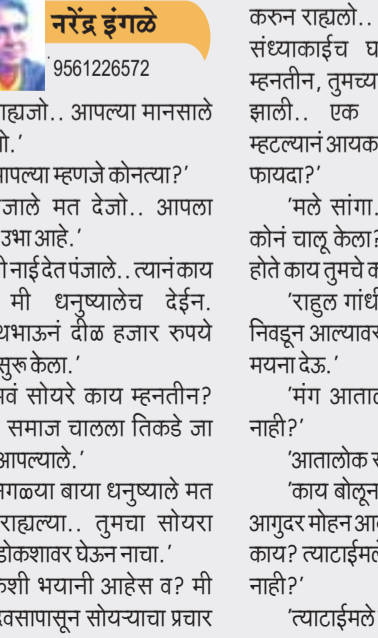 नरेंद्र इंगळे
9561226572
ाह्यजो.. आपल्या मानसाले
ो.'
आपल्या म्हणजे कोनत्या?'
जाले मत देजो.. आपला
उभा आहे.'
ी नाई देत पंजाले.. त्यानं काय
मी धनुष्यालेच देईन.
थभाऊनं दीळ हजार रुपये
सुरू केला.'
मवं सोयरे काय म्हनतीन?
समाज चालला तिकडे जा
आपल्याले.'
गळ्या बाया धनुष्याले मत
राह्यल्या.. तुमचा सोयरा
डोकशावर घेऊन नाचा.'
कशी भयानी आहेस व? मी
वसापासून सोयऱ्याचा प्रचार
करुन राह्यलो..
संध्याकाईच घ
म्हनतीन, तुमच्या
झाली.. एक
म्हटल्यानं आयक
फायदा?'
'मले सांगा.
कोनं चालू केला?
होते काय तुमचे क
'राहुल गांधी
निवडून आल्यावर
मयना देऊ.'
'मंग आताल
नाही?'
'आतालोक र
'काय बोलून
आगुदर मोहन आ
काय? त्याटाईमले
नाही?'
'त्याटाईमले